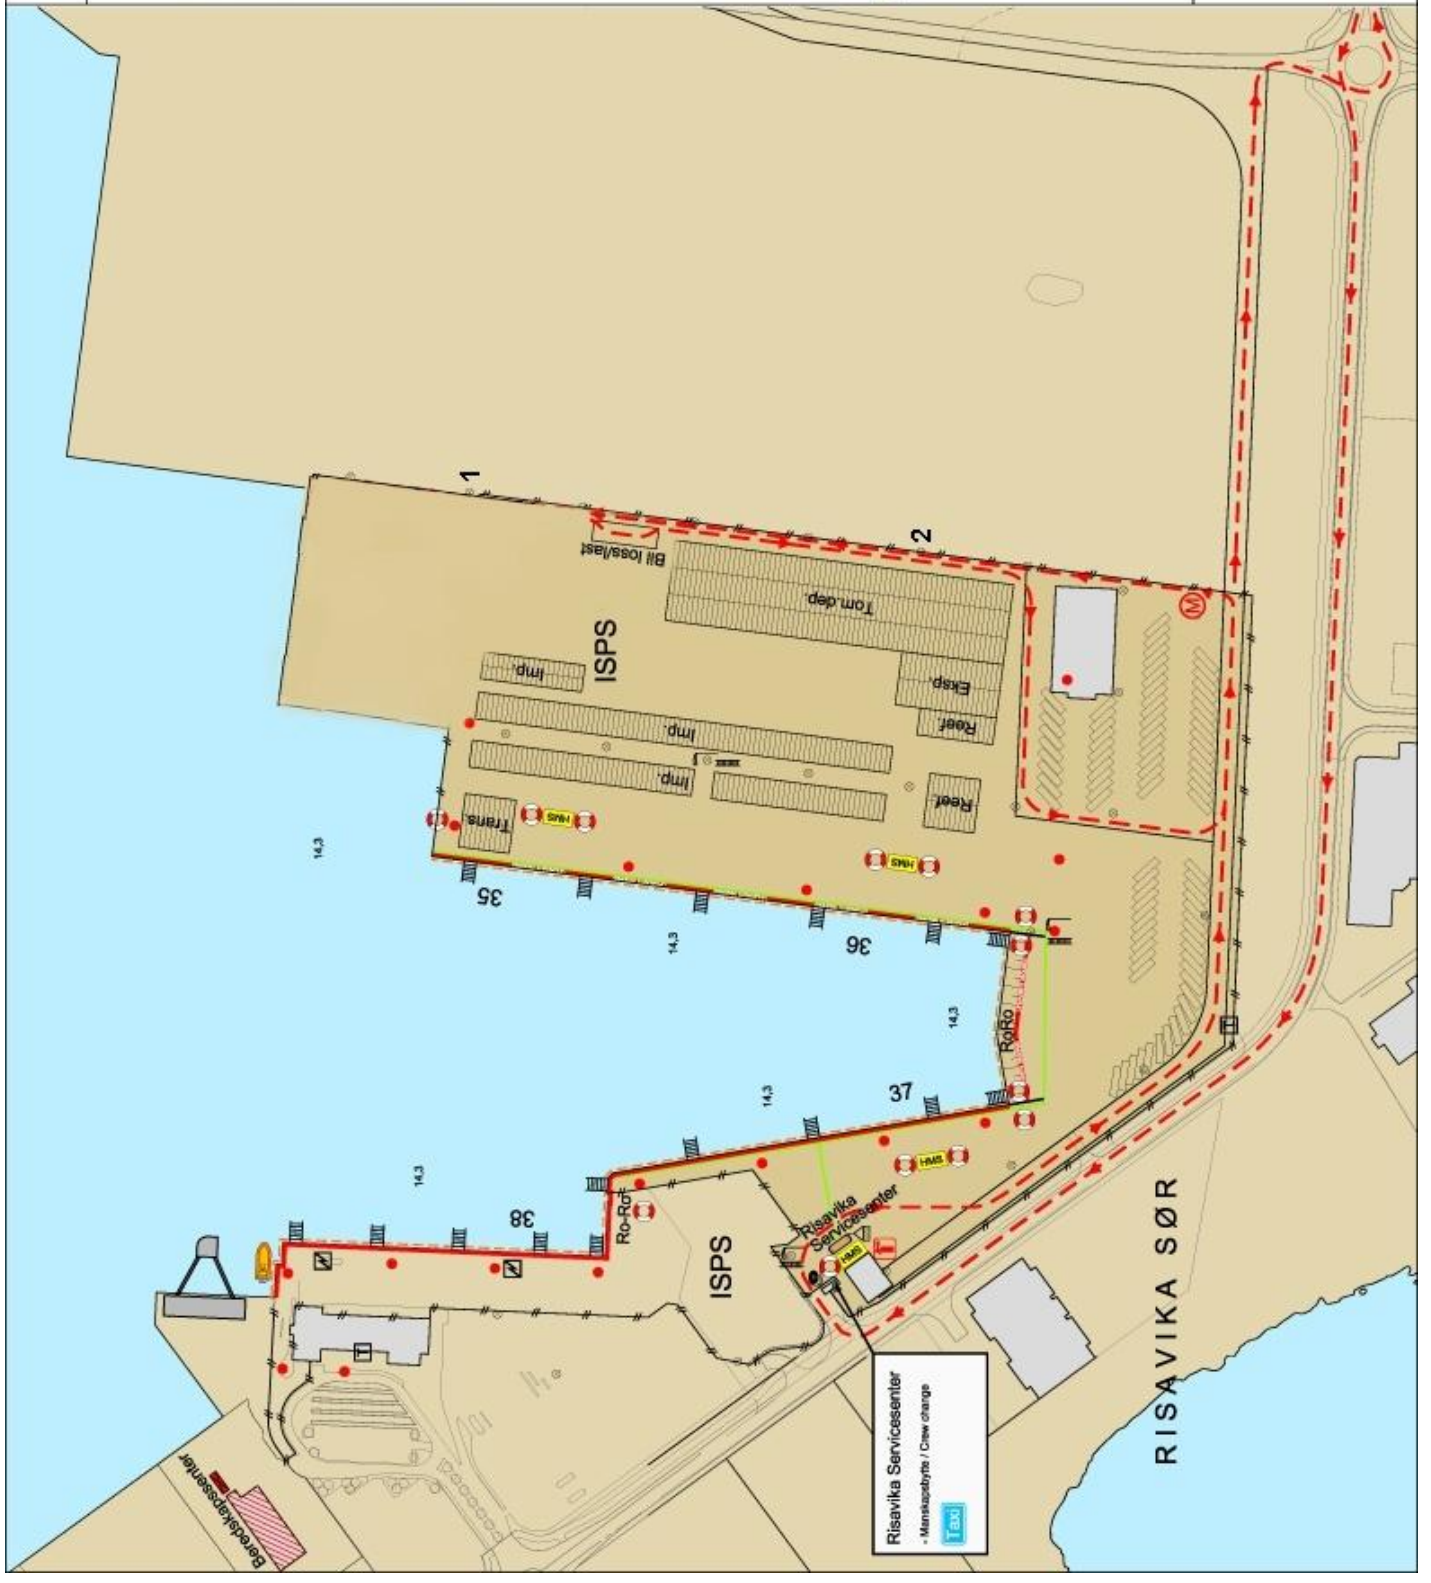 1
2
Bil loss/last
Tom.dep.
ISPS
Imp.
Eksp.
Reef.
Imp.
Imp.
Reef.
Trans.
HMS
HMS
14,3
35
36
14,3
14,3
RoRo
37
14,3
HMS
14,3
38
Ro-Ro
ISPS
Risavika
Servicesenter
HMS
M
T
T
RISAVIKA SØR
Beredskapssenter
Risavika Servicesenter
- Manskapsbytte / Crew change
Taxi